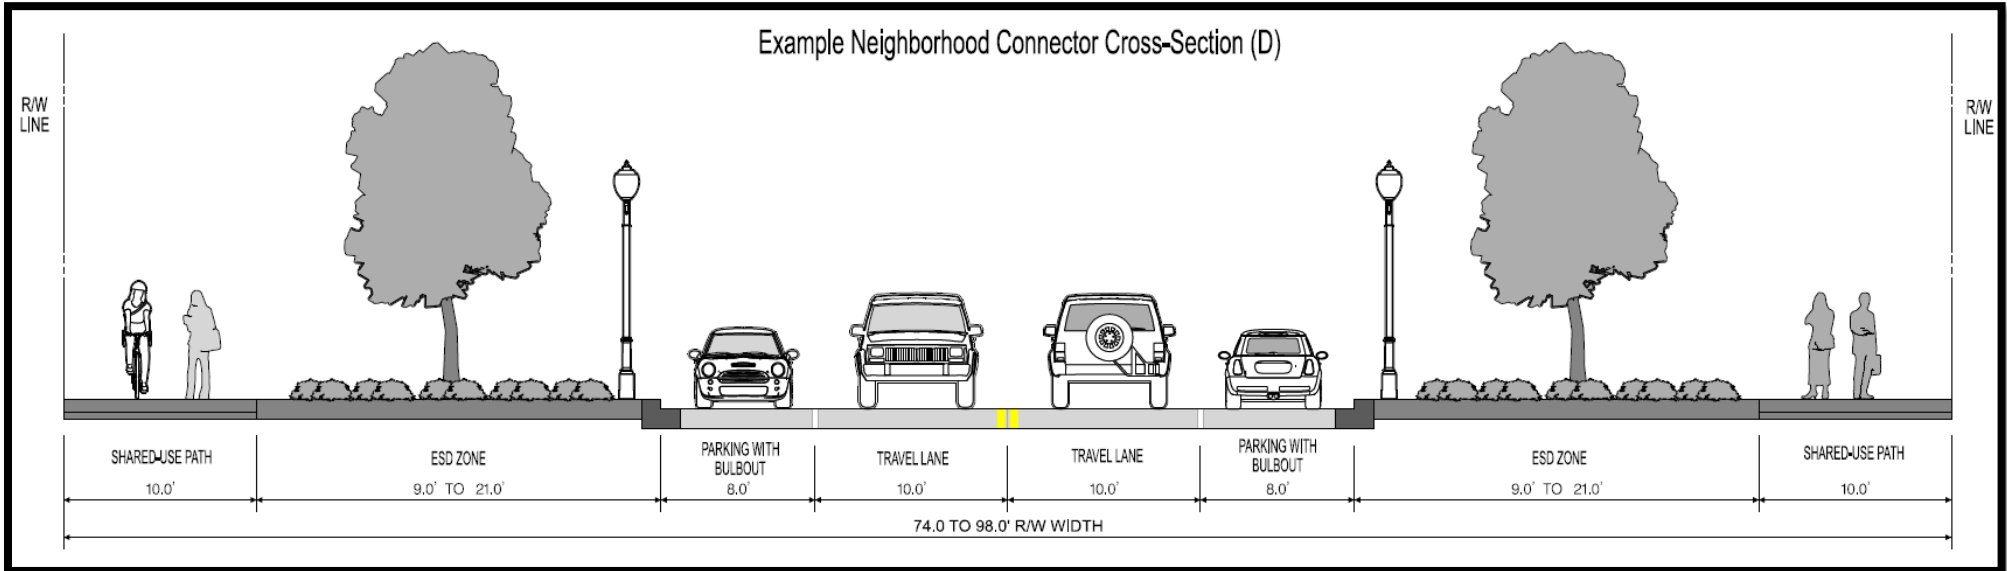 Example Neighborhood Connector Cross-Section (D)
R/W
LINE
R/W
LINE
SHARED-USE PATH
10.0'
ESD ZONE
9.0' TO 21.0'
PARKING WITH
BULBOUT
8.0'
TRAVEL LANE
10.0'
TRAVEL LANE
10.0'
PARKING WITH
BULBOUT
8.0'
ESD ZONE
9.0' TO 21.0'
SHARED-USE PATH
10.0'
74.0 TO 98.0' R/W WIDTH